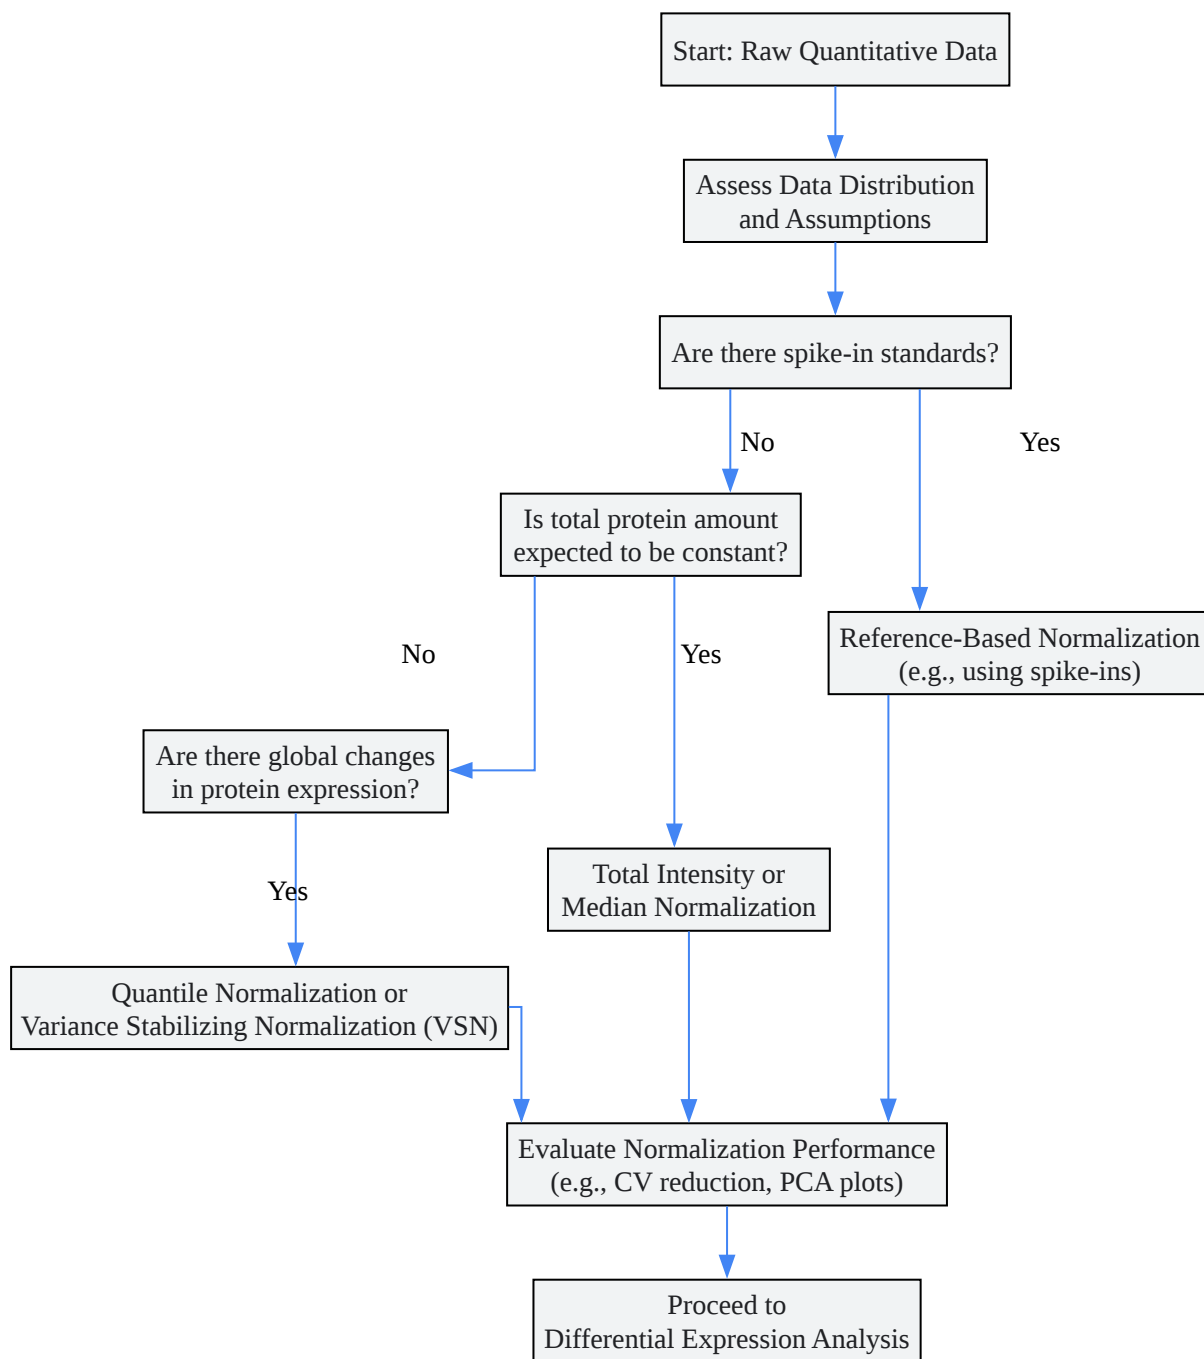 Start: Raw Quantitative Data
Assess Data Distribution
and Assumptions
Are there spike-in standards?
No
Yes
Is total protein amount
expected to be constant?
Reference-Based Normalization
(e.g., using spike-ins)
No
Yes
Are there global changes
in protein expression?
Total Intensity or
Median Normalization
Yes
Quantile Normalization or
Variance Stabilizing Normalization (VSN)
Evaluate Normalization Performance
(e.g., CV reduction, PCA plots)
Proceed to
Differential Expression Analysis